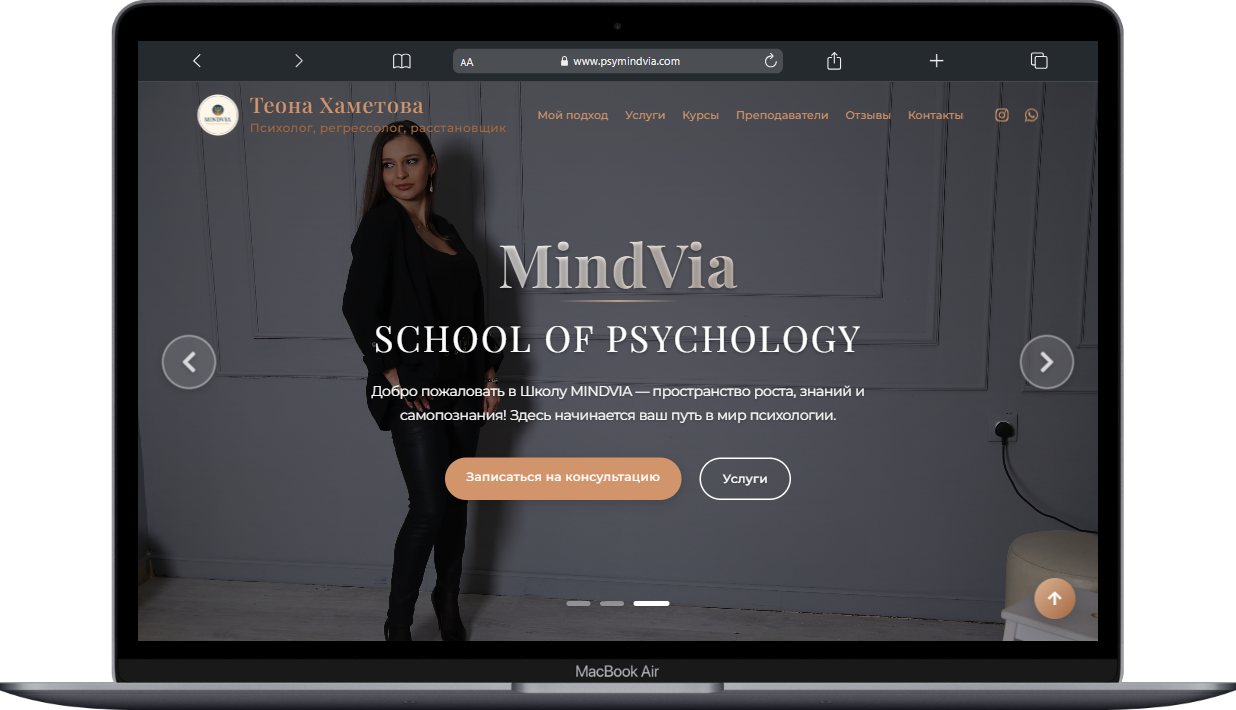 AA
www.psymindvia.com
MINDVIA
Теона Хаметова
Психолог, регрессолог, расстановщик
Мой подход Услуги Курсы Преподаватели Отзывы Контакты
MindVia
SCHOOL OF PSYCHOLOGY
Добро пожаловать в Школу MINDVIA — пространство роста, знаний и
самопознания! Здесь начинается ваш путь в мир психологии.
Записаться на консультацию
Услуги
MacBook Air